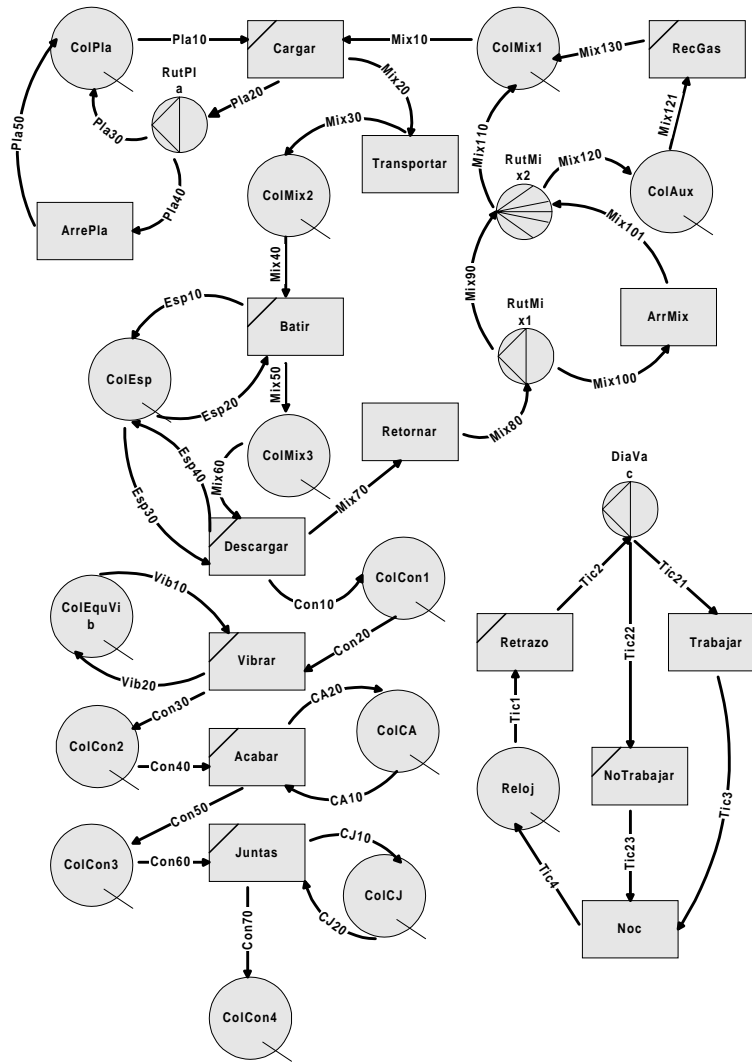 ColPla
Pla10
Cargar
Mix10
ColMix1
Mix130
RecGas
RutPl
a
Pla20
Mix20
Pla30
Pla50
Mix30
Mix110
Mix121
Transportar
RutMi
x2
Mix120
ColAux
Pla40
ColMix2
ArrePla
Mix101
Mix40
Mix90
Esp10
Batir
RutMi
x1
ArrMix
ColEsp
Mix50
Esp20
Mix100
Retornar
Mix80
Esp40
Mix60
ColMix3
DiaVa
c
Esp30
Mix70
Descargar
Tic2
Tic21
ColEquVi
b
Vib10
Con10
ColCon1
Retrazo
Tic22
Trabajar
Vibrar
Con20
Vib20
Con30
CA20
Tic1
ColCon2
Con40
Acabar
ColCA
CA10
Reloj
NoTrabajar
Tic3
Con50
ColCon3
Con60
Juntas
CJ10
Tic23
ColCJ
Tic4
CJ20
Con70
Noc
ColCon4